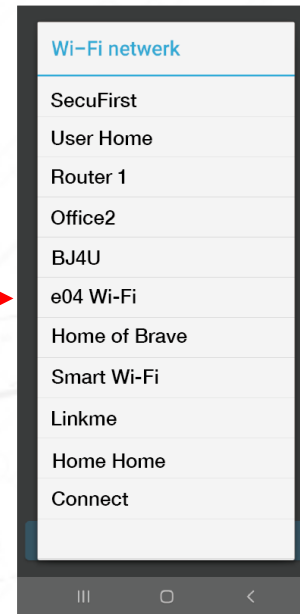 Wi-Fi netwerk
SecuFirst
User Home
Router 1
Office2
BJ4U
e04 Wi-Fi
Home of Brave
Smart Wi-Fi
Linkme
Home Home
Connect